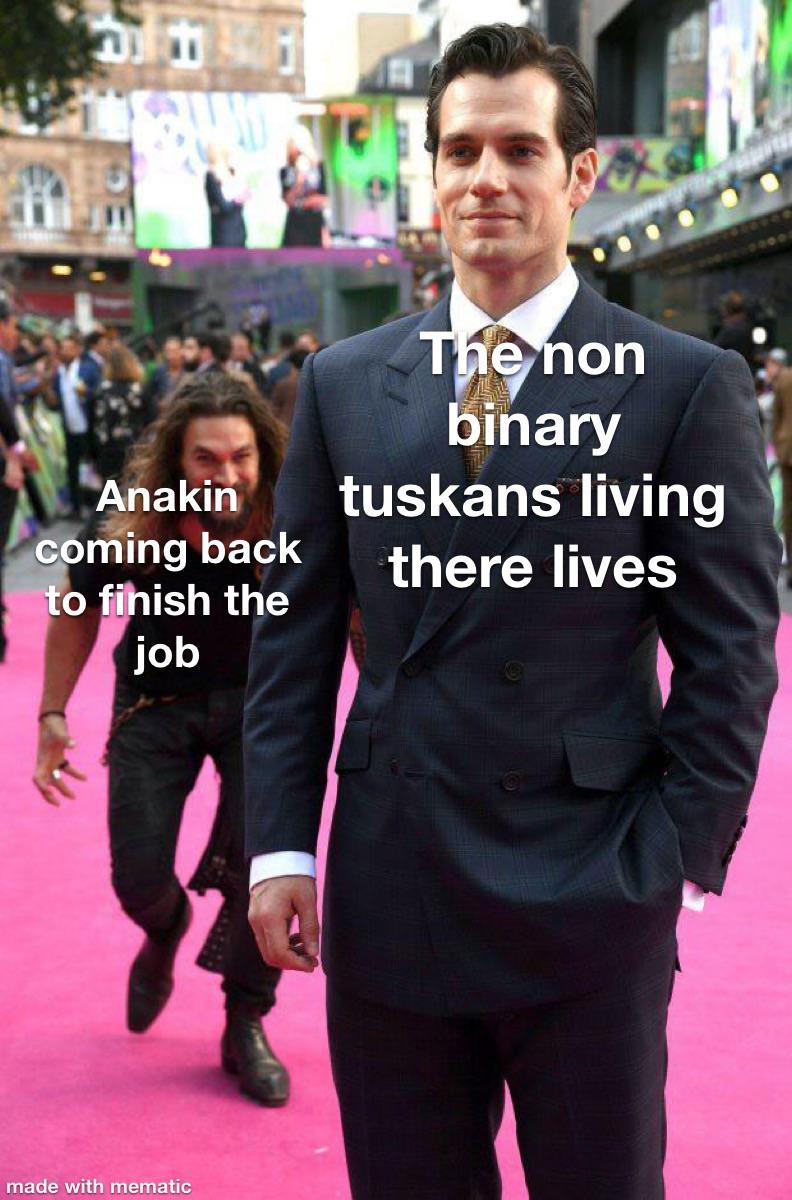 The non
binary
tuskans living
there lives
Anakin
coming back
to finish the
job
made with mematic